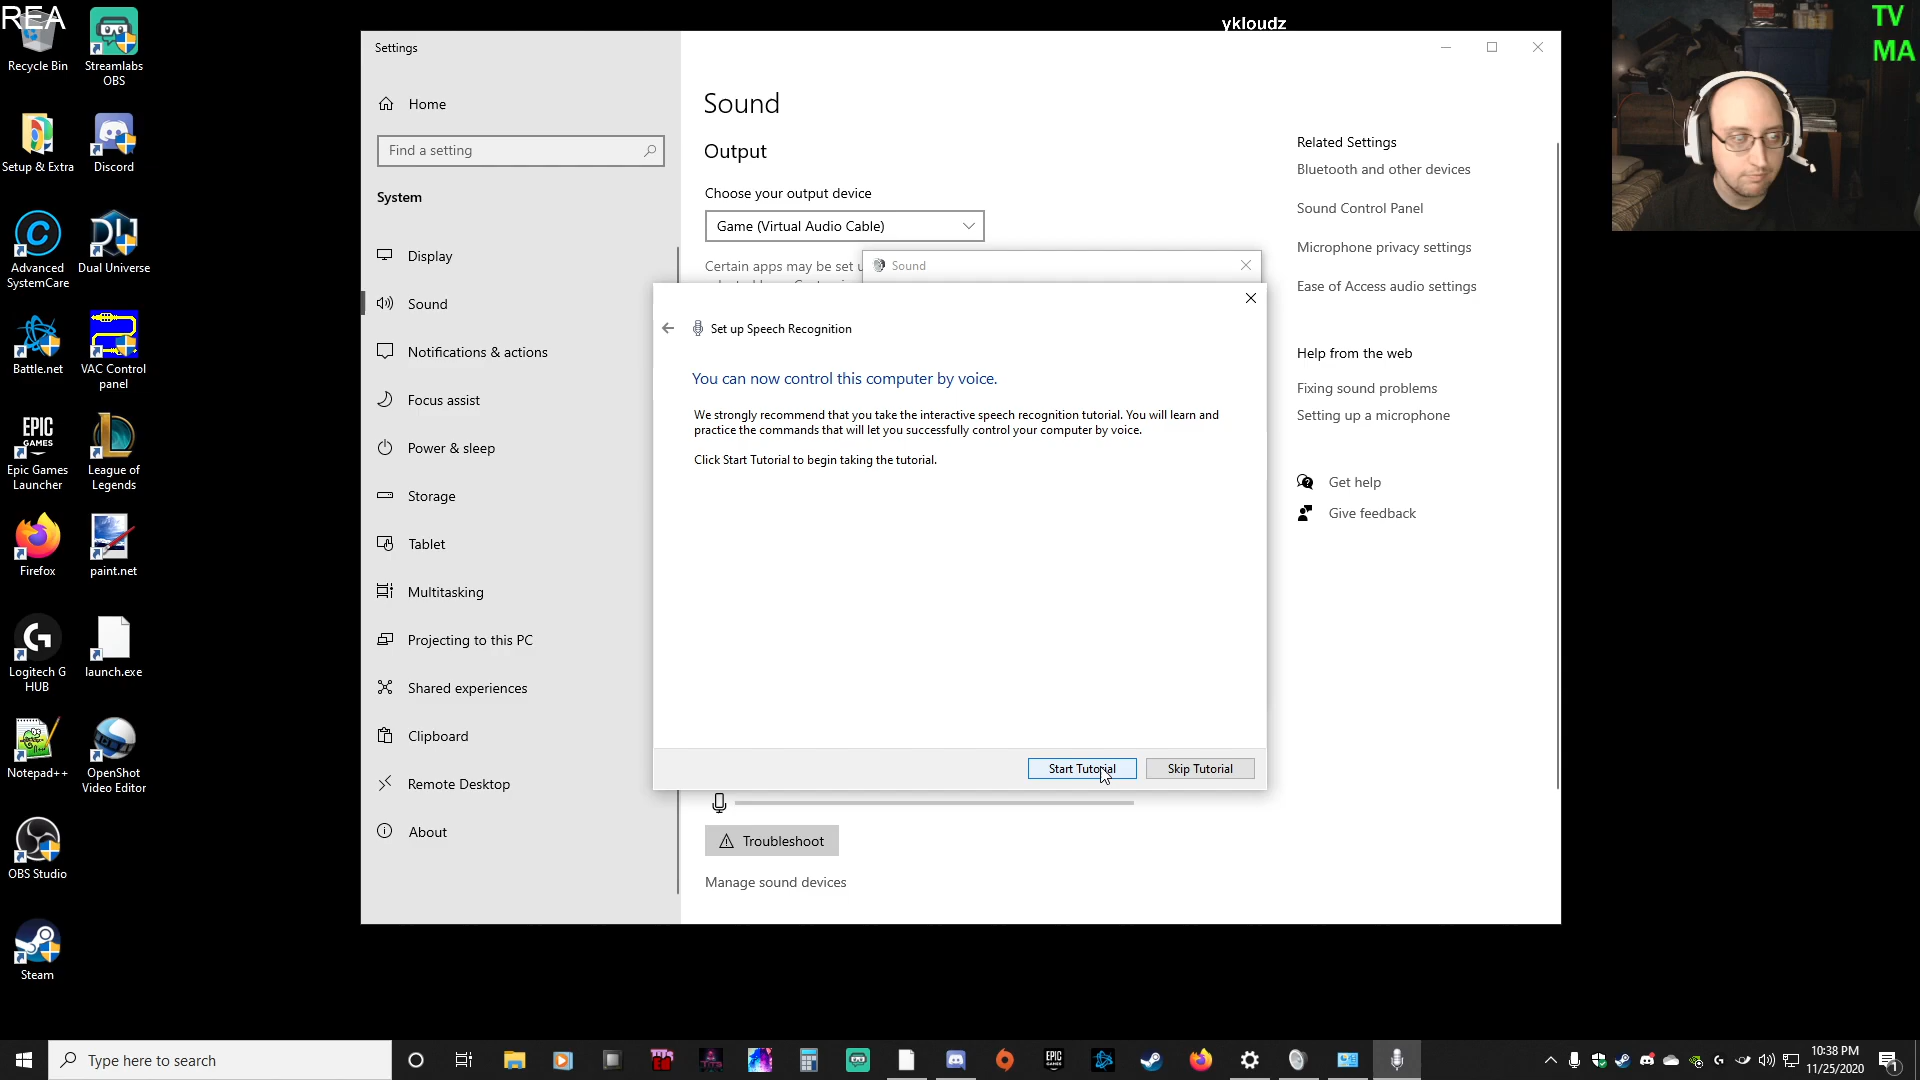 REA
Recycle Bin
Streamlabs
OBS
Setup & Extra
Discord
Advanced
SystemCare
Dual Universe
Battle.net
VAC Control
panel
EPIC
GAMES
Epic Games
Launcher
League of
Legends
Firefox
paint.net
Logitech G
HUB
launch.exe
Notepad++
OpenShot
Video Editor
OBS Studio
Steam
ykloudz
TV
MA
Settings
Home
Find a setting
System
Display
Sound
Notifications & actions
Focus assist
Power & sleep
Storage
Tablet
Multitasking
Projecting to this PC
Shared experiences
Clipboard
Remote Desktop
About
Sound
Output
Choose your output device
Game (Virtual Audio Cable)
Certain apps may be set u
Sound
Set up Speech Recognition
You can now control this computer by voice.
We strongly recommend that you take the interactive speech recognition tutorial. You will learn and
practice the commands that will let you successfully control your computer by voice.
Click Start Tutorial to begin taking the tutorial.
Start Tutorial
Skip Tutorial
Troubleshoot
Manage sound devices
Related Settings
Bluetooth and other devices
Sound Control Panel
Microphone privacy settings
Ease of Access audio settings
Help from the web
Fixing sound problems
Setting up a microphone
Get help
Give feedback
Type here to search
EPIC
10:38 PM
11/25/2020
1